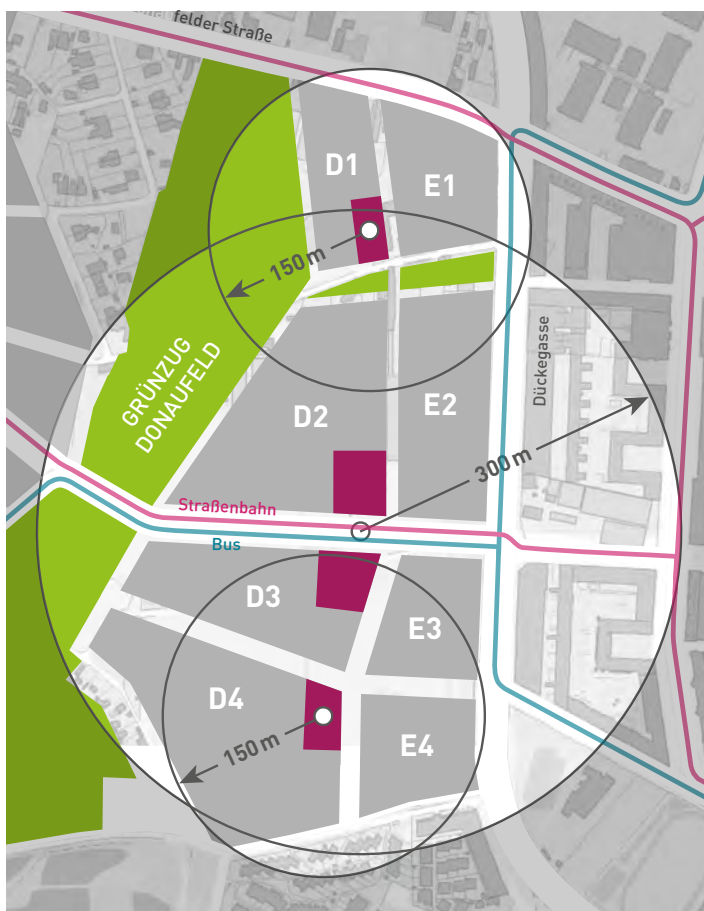 felder Straße
D1
E1
150 m
GRÜNZUG
DONAUFELD
Dückegasse
D2
E2
300 m
Straßenbahn
Bus
D3
E3
D4
150 m
E4